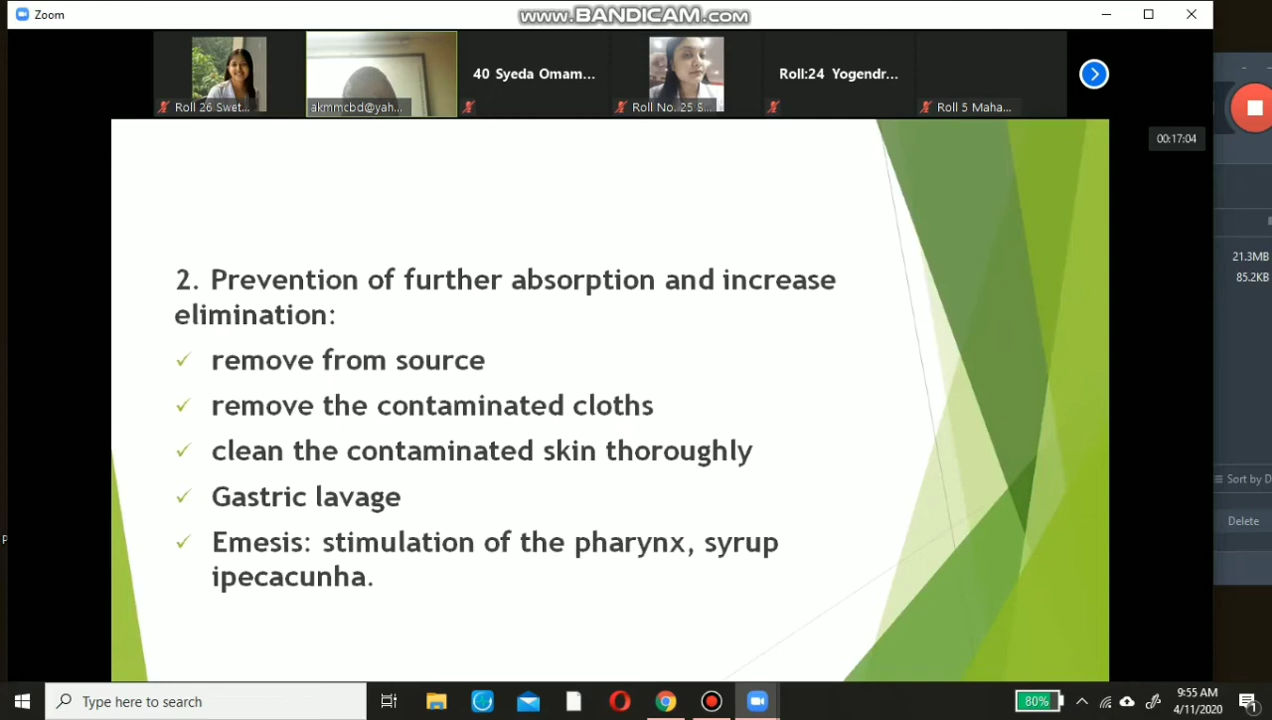 Zoom
www.BANDICAM.com
Roll 26 Swet...
akmmcbd@yah...
40 Syeda Omam...
Roll No. 25 S...
Roll:24 Yogendr...
Roll 5 Maha...
00:17:04
2. Prevention of further absorption and increase
elimination:
remove from source
remove the contaminated cloths
clean the contaminated skin thoroughly
Gastric lavage
Emesis: stimulation of the pharynx, syrup
ipecacunha.
21.3MB
85.2KB
Sort by D
Delete
P
Type here to search
80%
9:55 AM
4/11/2020
1